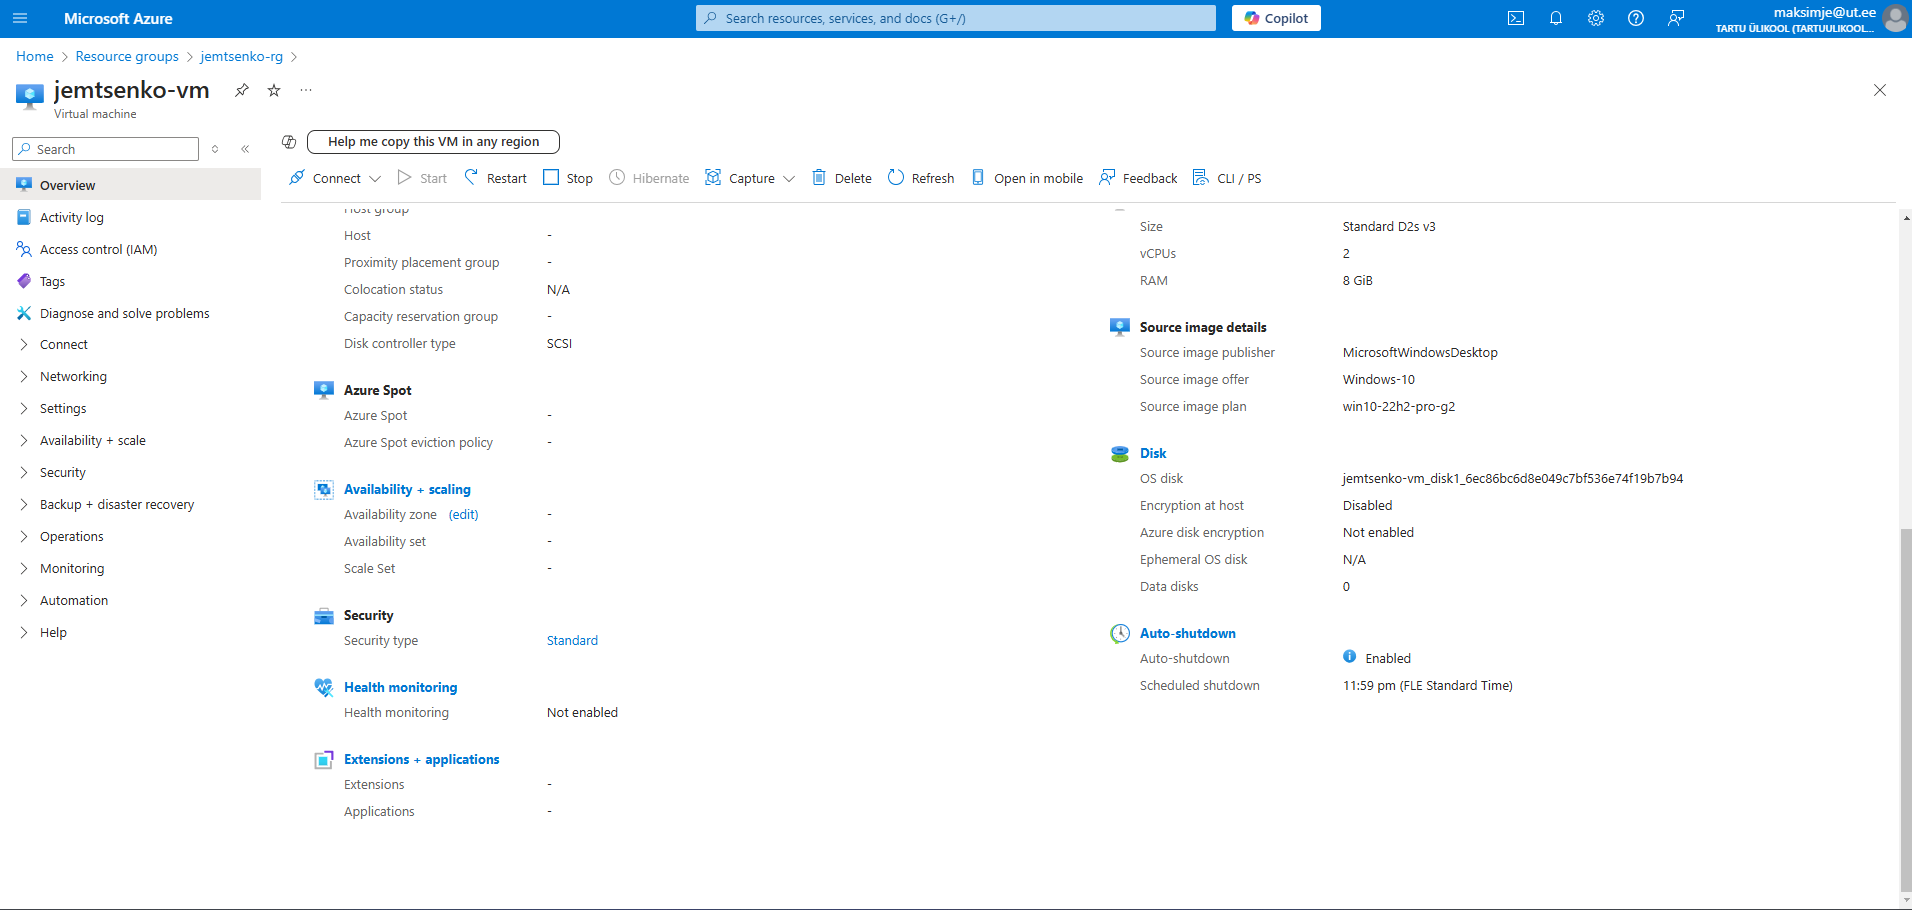 Microsoft Azure
Search resources, services, and docs (G+/)
Copilot
maksimje@ut.ee
TARTU ÜLIKOOL (TARTUULIKOOL...
Home > Resource groups > jemtsenko-rg >
jemtsenko-vm
Virtual machine
Search
Overview
Activity log
Access control (IAM)
Tags
Diagnose and solve problems
Connect
Networking
Settings
Availability + scale
Security
Backup + disaster recovery
Operations
Monitoring
Automation
Help
Help me copy this VM in any region
Connect Start Restart Stop Hibernate Capture Delete Refresh Open in mobile Feedback CLI / PS
Host group
Host -
Proximity placement group -
Colocation status N/A
Capacity reservation group -
Disk controller type SCSI
Azure Spot
Azure Spot -
Azure Spot eviction policy -
Availability + scaling
Availability zone (edit) -
Availability set -
Scale Set -
Security
Security type Standard
Health monitoring
Health monitoring Not enabled
Extensions + applications
Extensions -
Applications -
Size Standard D2s v3
vCPUs 2
RAM 8 GiB
Source image details
Source image publisher MicrosoftWindowsDesktop
Source image offer Windows-10
Source image plan win10-22h2-pro-g2
Disk
OS disk jemtsenko-vm_disk1_6ec86bc6d8e049c7bf536e74f19b7b94
Encryption at host Disabled
Azure disk encryption Not enabled
Ephemeral OS disk N/A
Data disks 0
Auto-shutdown
Auto-shutdown Enabled
Scheduled shutdown 11:59 pm (FLE Standard Time)